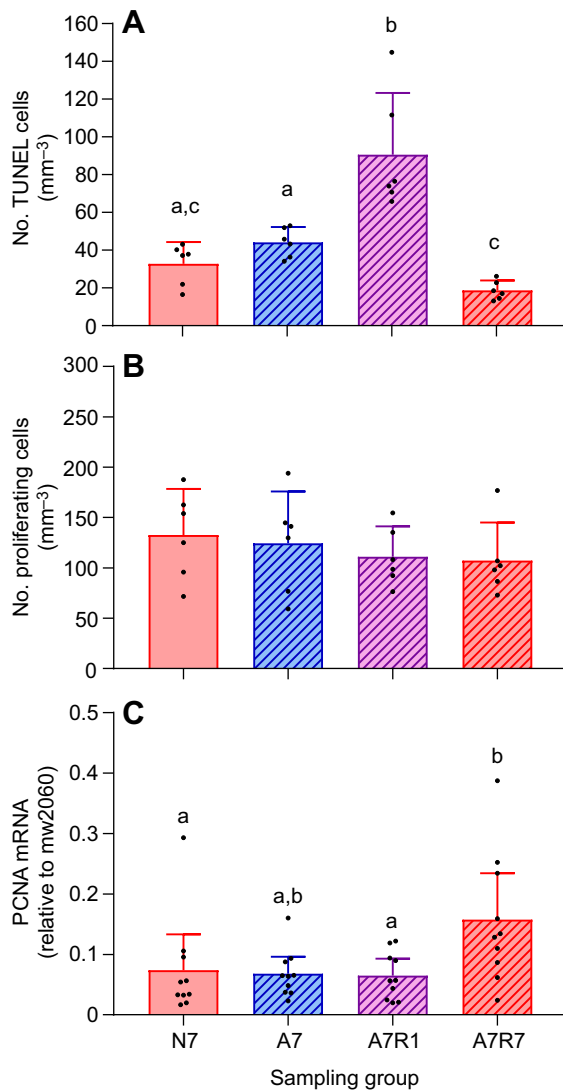 A
No. TUNEL cells
(mm⁻³)
160
140
120
100
80
60
40
20
0
a,c
a
b
c
B
No. proliferating cells
(mm⁻³)
300
250
200
150
100
50
0
C
PCNA mRNA
(relative to mw2060)
0.5
0.4
0.3
0.2
0.1
0
a
a,b
a
b
N7 A7 A7R1 A7R7
Sampling group